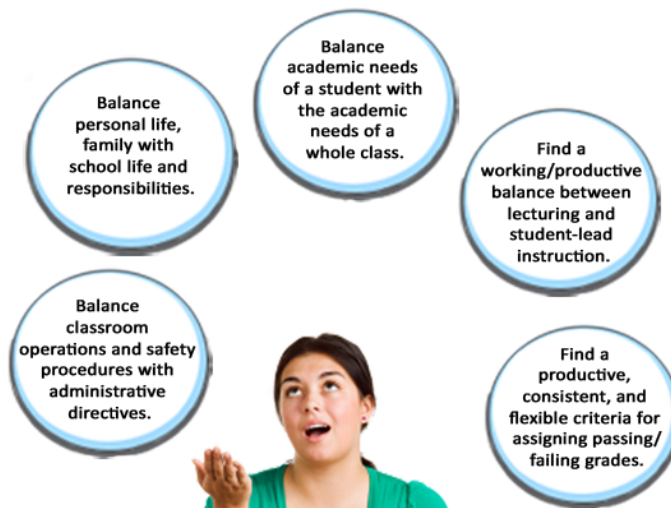 Balance
personal life,
family with
school life and
responsibilities.
Balance
academic needs
of a student with
the academic
needs of a
whole class.
Find a
working/productive
balance between
lecturing and
student-lead
instruction.
Balance
classroom
operations and safety
procedures with
administrative
directives.
Find a
productive,
consistent, and
flexible criteria for
assigning passing/
failing grades.